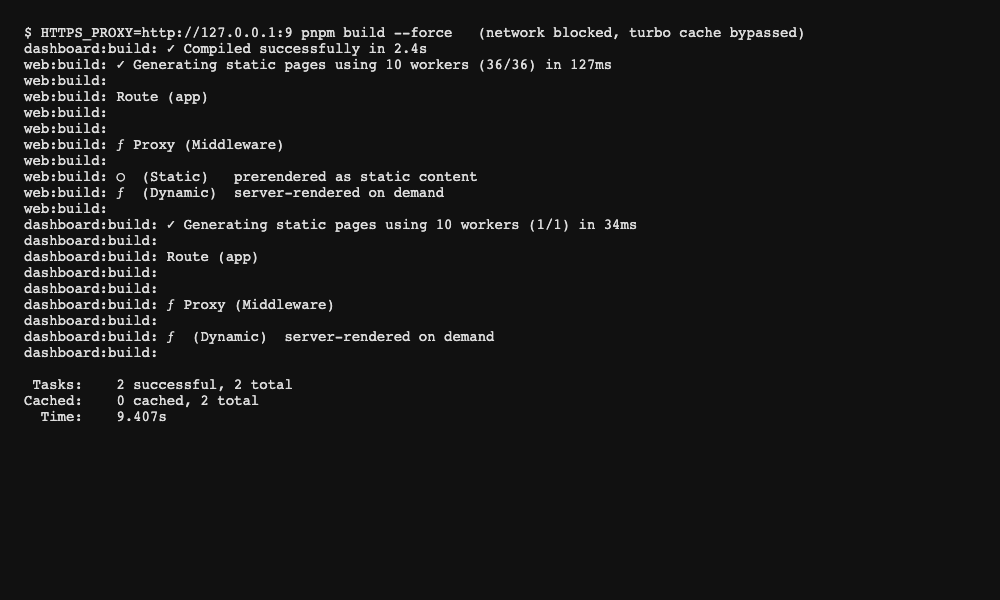 $ HTTPS_PROXY=http://127.0.0.1:9 pnpm build --force   (network blocked, turbo cache bypassed)
dashboard:build: ✓ Compiled successfully in 2.4s
web:build: ✓ Generating static pages using 10 workers (36/36) in 127ms
web:build:
web:build: Route (app)
web:build:
web:build:
web:build: ƒ Proxy (Middleware)
web:build:
web:build: ○  (Static)   prerendered as static content
web:build: ƒ  (Dynamic)  server-rendered on demand
web:build:
dashboard:build: ✓ Generating static pages using 10 workers (1/1) in 34ms
dashboard:build:
dashboard:build: Route (app)
dashboard:build:
dashboard:build:
dashboard:build: ƒ Proxy (Middleware)
dashboard:build:
dashboard:build: ƒ  (Dynamic)  server-rendered on demand
dashboard:build:

 Tasks:    2 successful, 2 total
Cached:    0 cached, 2 total
  Time:    9.407s